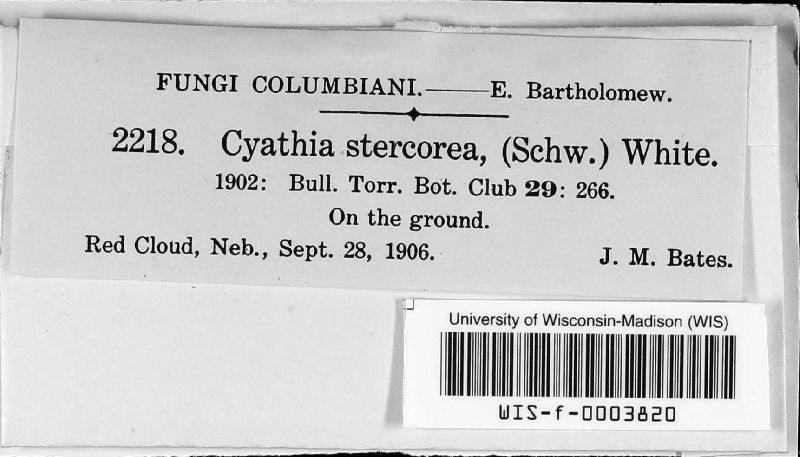 FUNGI COLUMBIANI.——E. Bartholomew.
2218. Cyathia stercorea, (Schw.) White.
1902: Bull. Torr. Bot. Club 29: 266.
On the ground.
Red Cloud, Neb., Sept. 28, 1906. J. M. Bates.
University of Wisconsin-Madison (WIS)
WIS-f-0003820